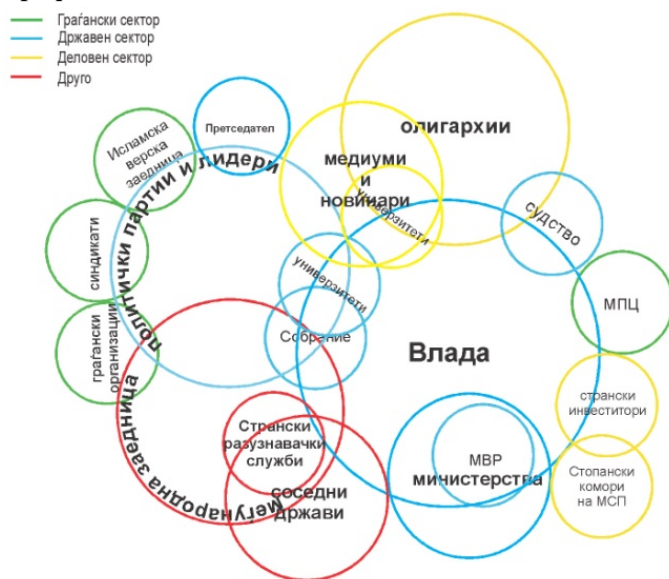 Граѓански сектор
Државен сектор
Деловен сектор
Друго
Претседател
Исламска
верска
заедница
политички партии и лидери
олигархии
медиуми
и
новинари
универзитети
судство
синдикати
универзитети
МПЦ
Собрание
граѓански
организации
Влада
странски
инвеститори
Меѓународна заедница
Странски
разузнавачки
служби
МВР
министерства
Стопански
комори
на МСП
соседни
држави